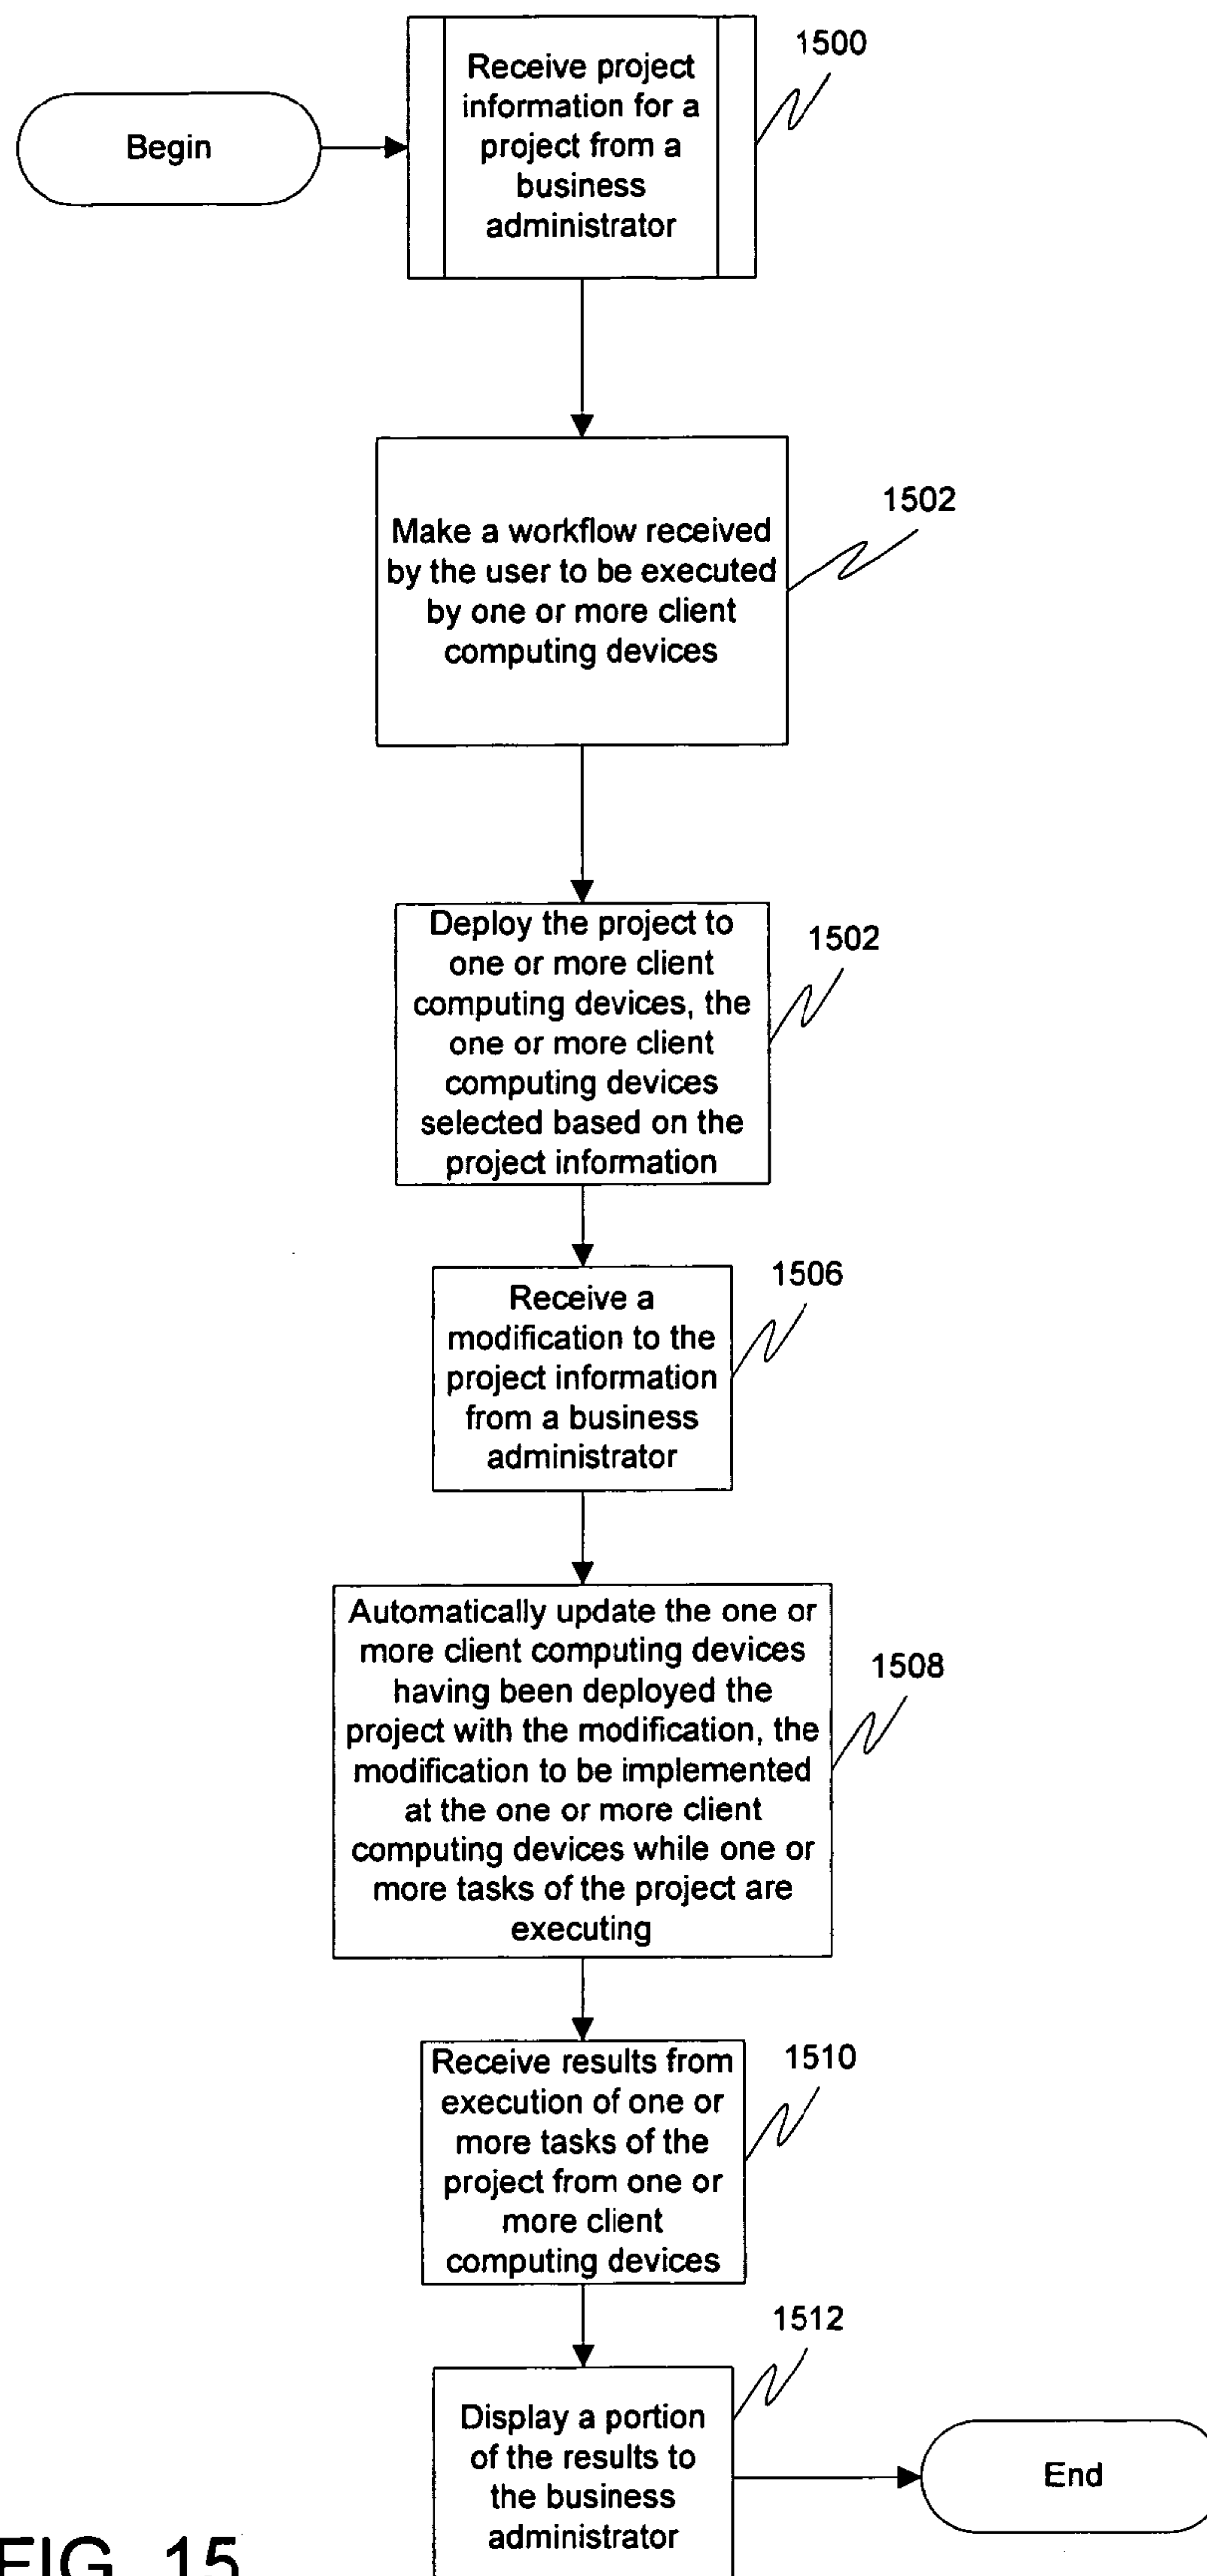 Begin
Receive project
information for a
project from a
business
administrator
1500
Make a workflow received
by the user to be executed
by one or more client
computing devices
1502
Deploy the project to
one or more client
computing devices, the
one or more client
computing devices
selected based on the
project information
1502
Receive a
modification to the
project information
from a business
administrator
1506
Automatically update the one or
more client computing devices
having been deployed the
project with the modification, the
modification to be implemented
at the one or more client
computing devices while one or
more tasks of the project are
executing
1508
Receive results from
execution of one or
more tasks of the
project from one or
more client
computing devices
1510
Display a portion
of the results to
the business
administrator
1512
End
FIG. 15